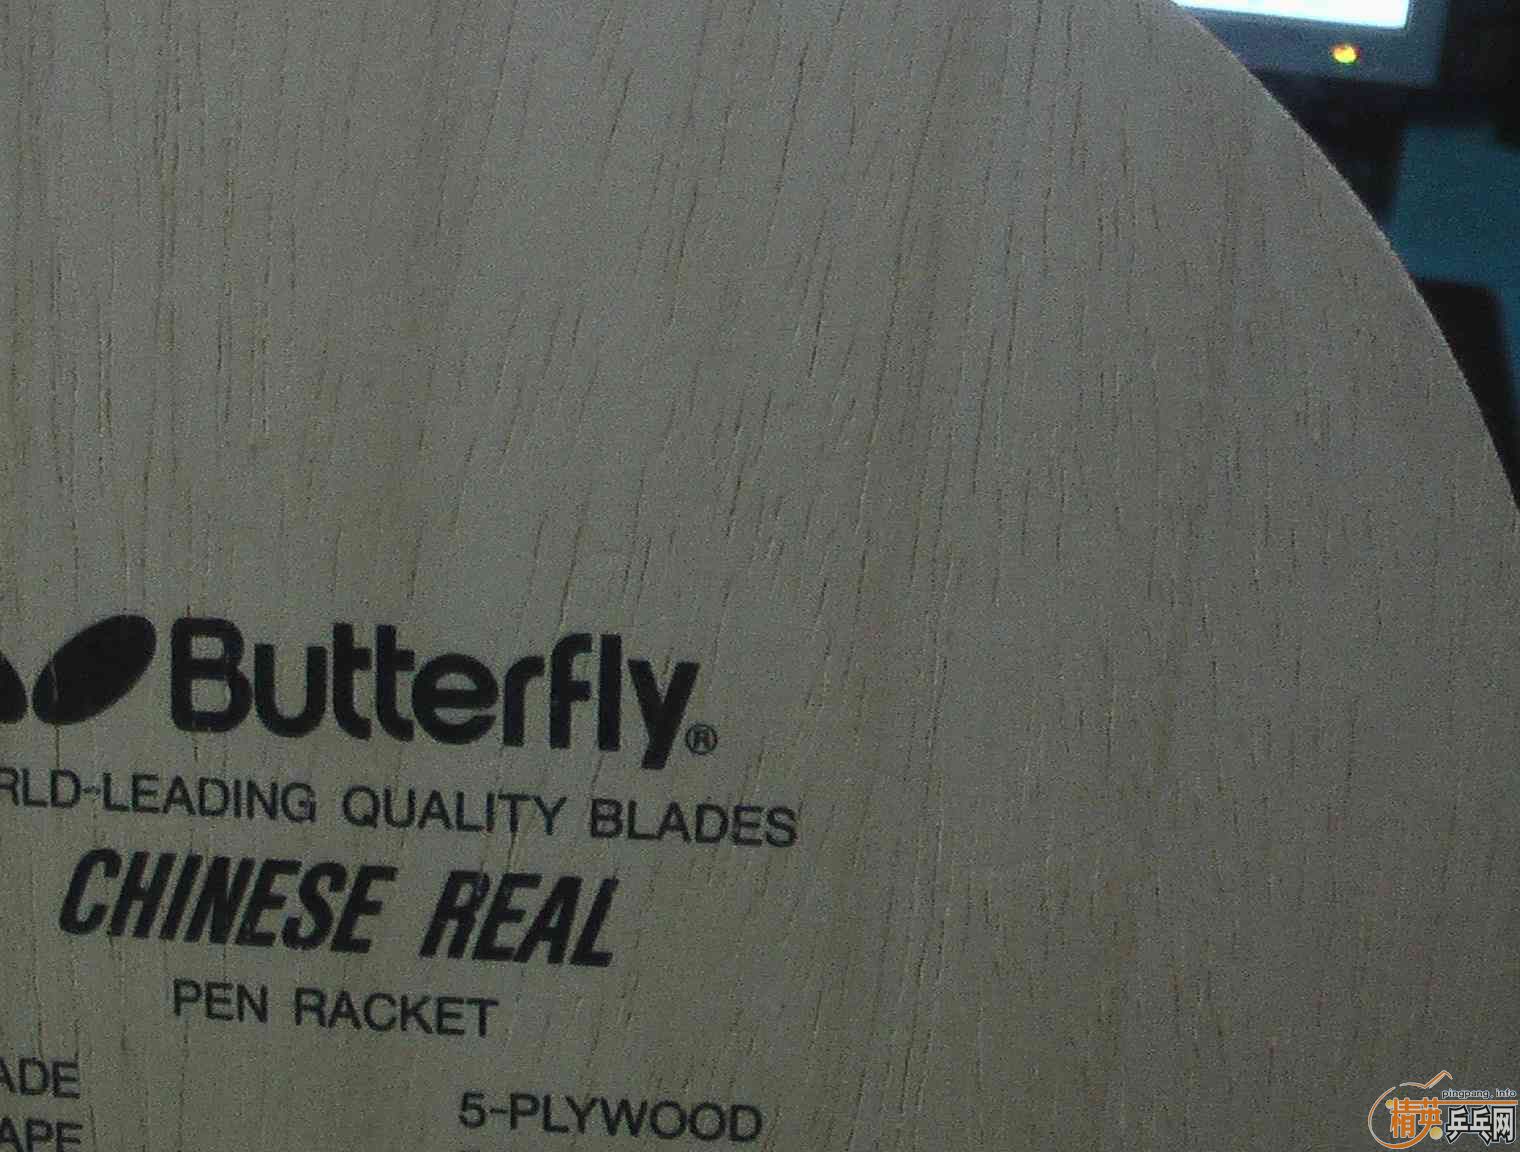 Butterfly®
RLD-LEADING QUALITY BLADES
CHINESE REAL
PEN RACKET
ADE
5-PLYWOOD
APE
pingpang.info
精英乒乓网